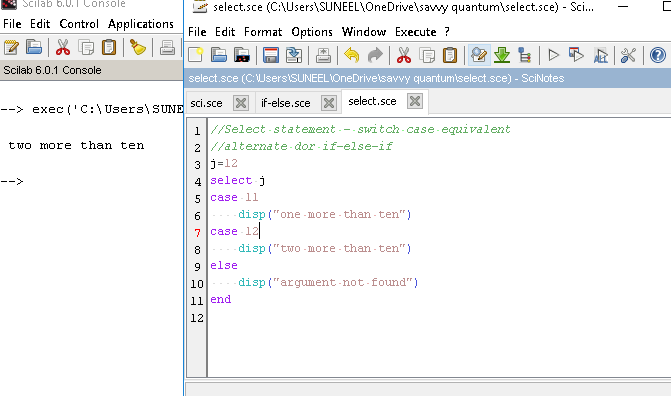 Scilab 6.0.1 Console
File Edit Control Applications
Scilab 6.0.1 Console
--> exec('C:\Users\SUNE
two more than ten
-->
select.sce (C:\Users\SUNEEL\OneDrive\savvy quantum\select.sce) - Sci...
File Edit Format Options Window Execute ?
select.sce (C:\Users\SUNEEL\OneDrive\savvy quantum\select.sce) - SciNotes
sci.sce if-else.sce select.sce
1 //Select statement - switch case equivalent
2 //alternate dor if-else-if
3 j=12
4 select j
5 case 11
6 disp("one more than ten")
7 case 12
8 disp("two more than ten")
9 else
10 disp("argument not found")
11 end
12